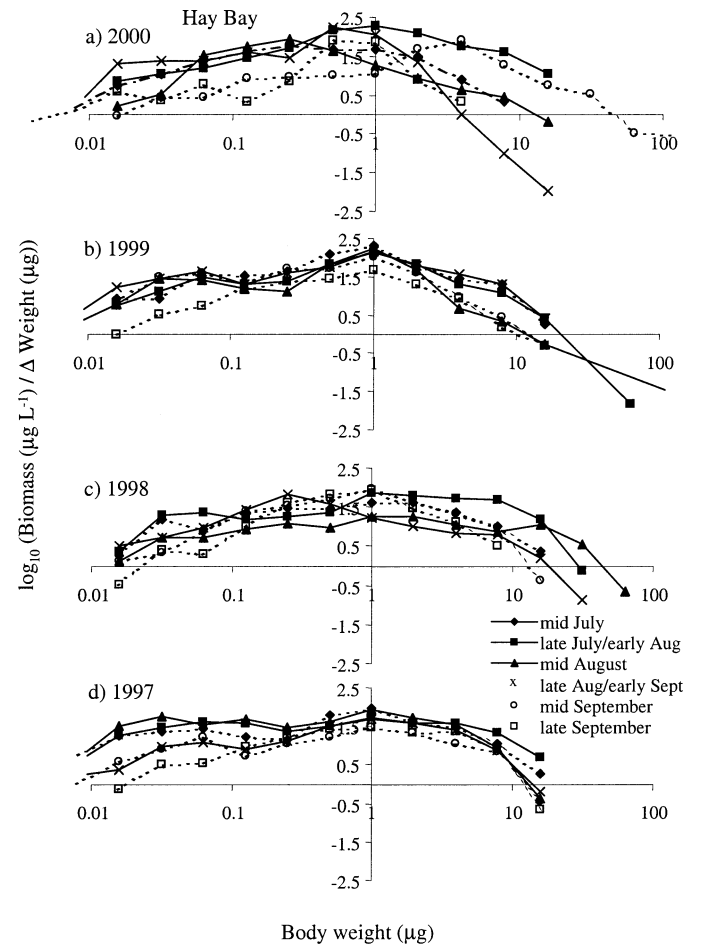 Hay Bay
a) 2000
2.5
1.5
0.5
-0.5
-1.5
-2.5
0.01 0.1 1 10 100
b) 1999
2.5
1.5
0.5
-0.5
-1.5
-2.5
0.01 0.1 1 10 100
log10 (Biomass (µg L-1) / Δ Weight (µg))
c) 1998
2.5
1.5
0.5
-0.5
-1.5
-2.5
0.01 0.1 1 10 100
mid July
late July/early Aug
mid August
x late Aug/early Sept
mid September
late September
d) 1997
2.5
1.5
0.5
-0.5
-1.5
-2.5
0.01 0.1 1 10 100
Body weight (µg)